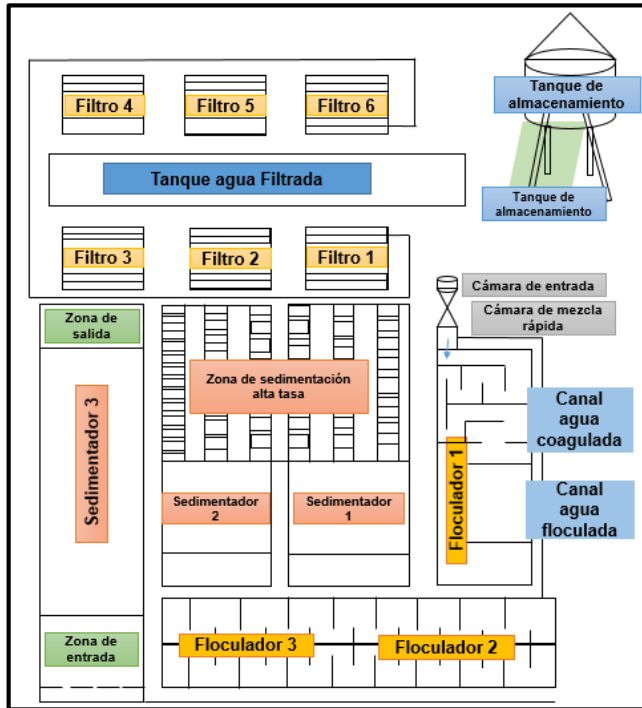 Filtro 4
Filtro 5
Filtro 6
Tanque de
almacenamiento
Tanque agua Filtrada
Tanque de
almacenamiento
Filtro 3
Filtro 2
Filtro 1
Cámara de entrada
Cámara de mezcla
rápida
Zona de
salida
Zona de sedimentación
alta tasa
Canal
agua
coagulada
Sedimentador 3
Sedimentador
2
Sedimentador
1
Floculador 1
Canal
agua
floculada
Zona de
entrada
Floculador 3
Floculador 2